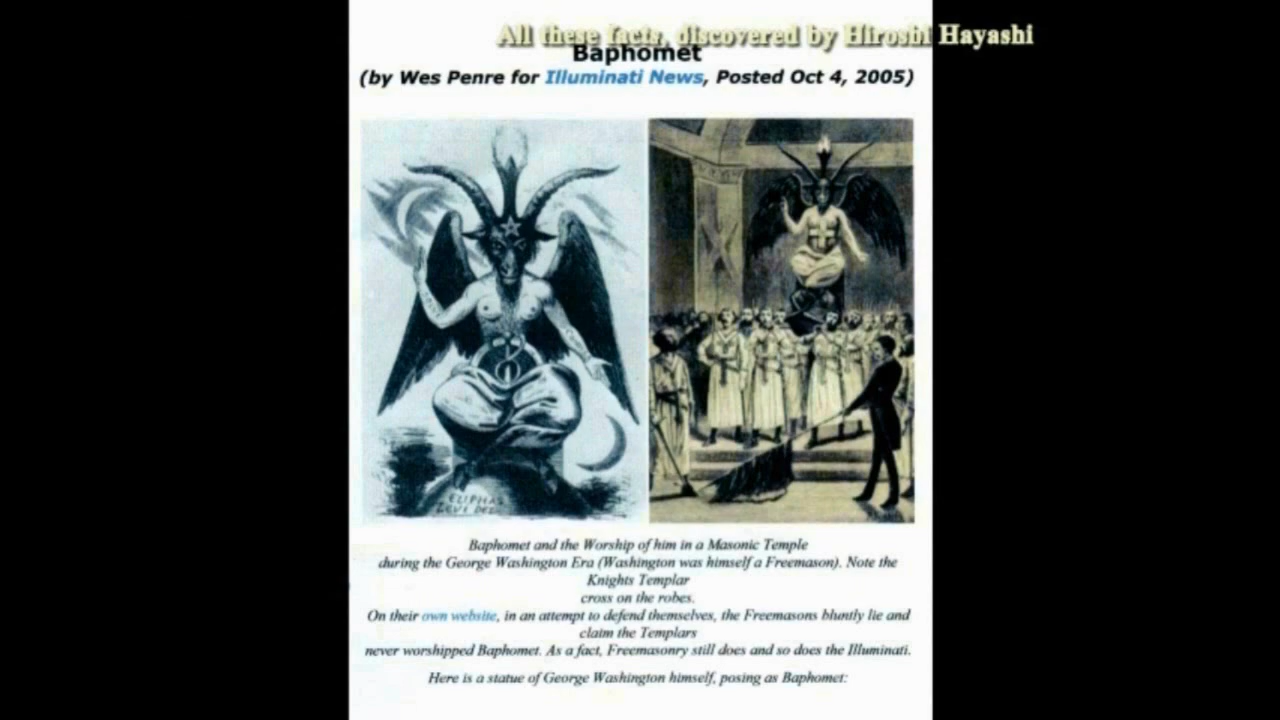 All these facts, discovered by Hiroshi Hayashi
Baphomet
(by Wes Penre for Illuminati News, Posted Oct 4, 2005)
ELIPHAS
LEVI DEL
Baphomet and the Worship of him in a Masonic Temple
during the George Washington Era (Washington was himself a Freemason). Note the
Knights Templar
cross on the robes.
On their own website, in an attempt to defend themselves, the Freemasons bluntly lie and
claim the Templars
never worshipped Baphomet. As a fact, Freemasonry still does and so does the Illuminati.
Here is a statue of George Washington himself, posing as Baphomet: